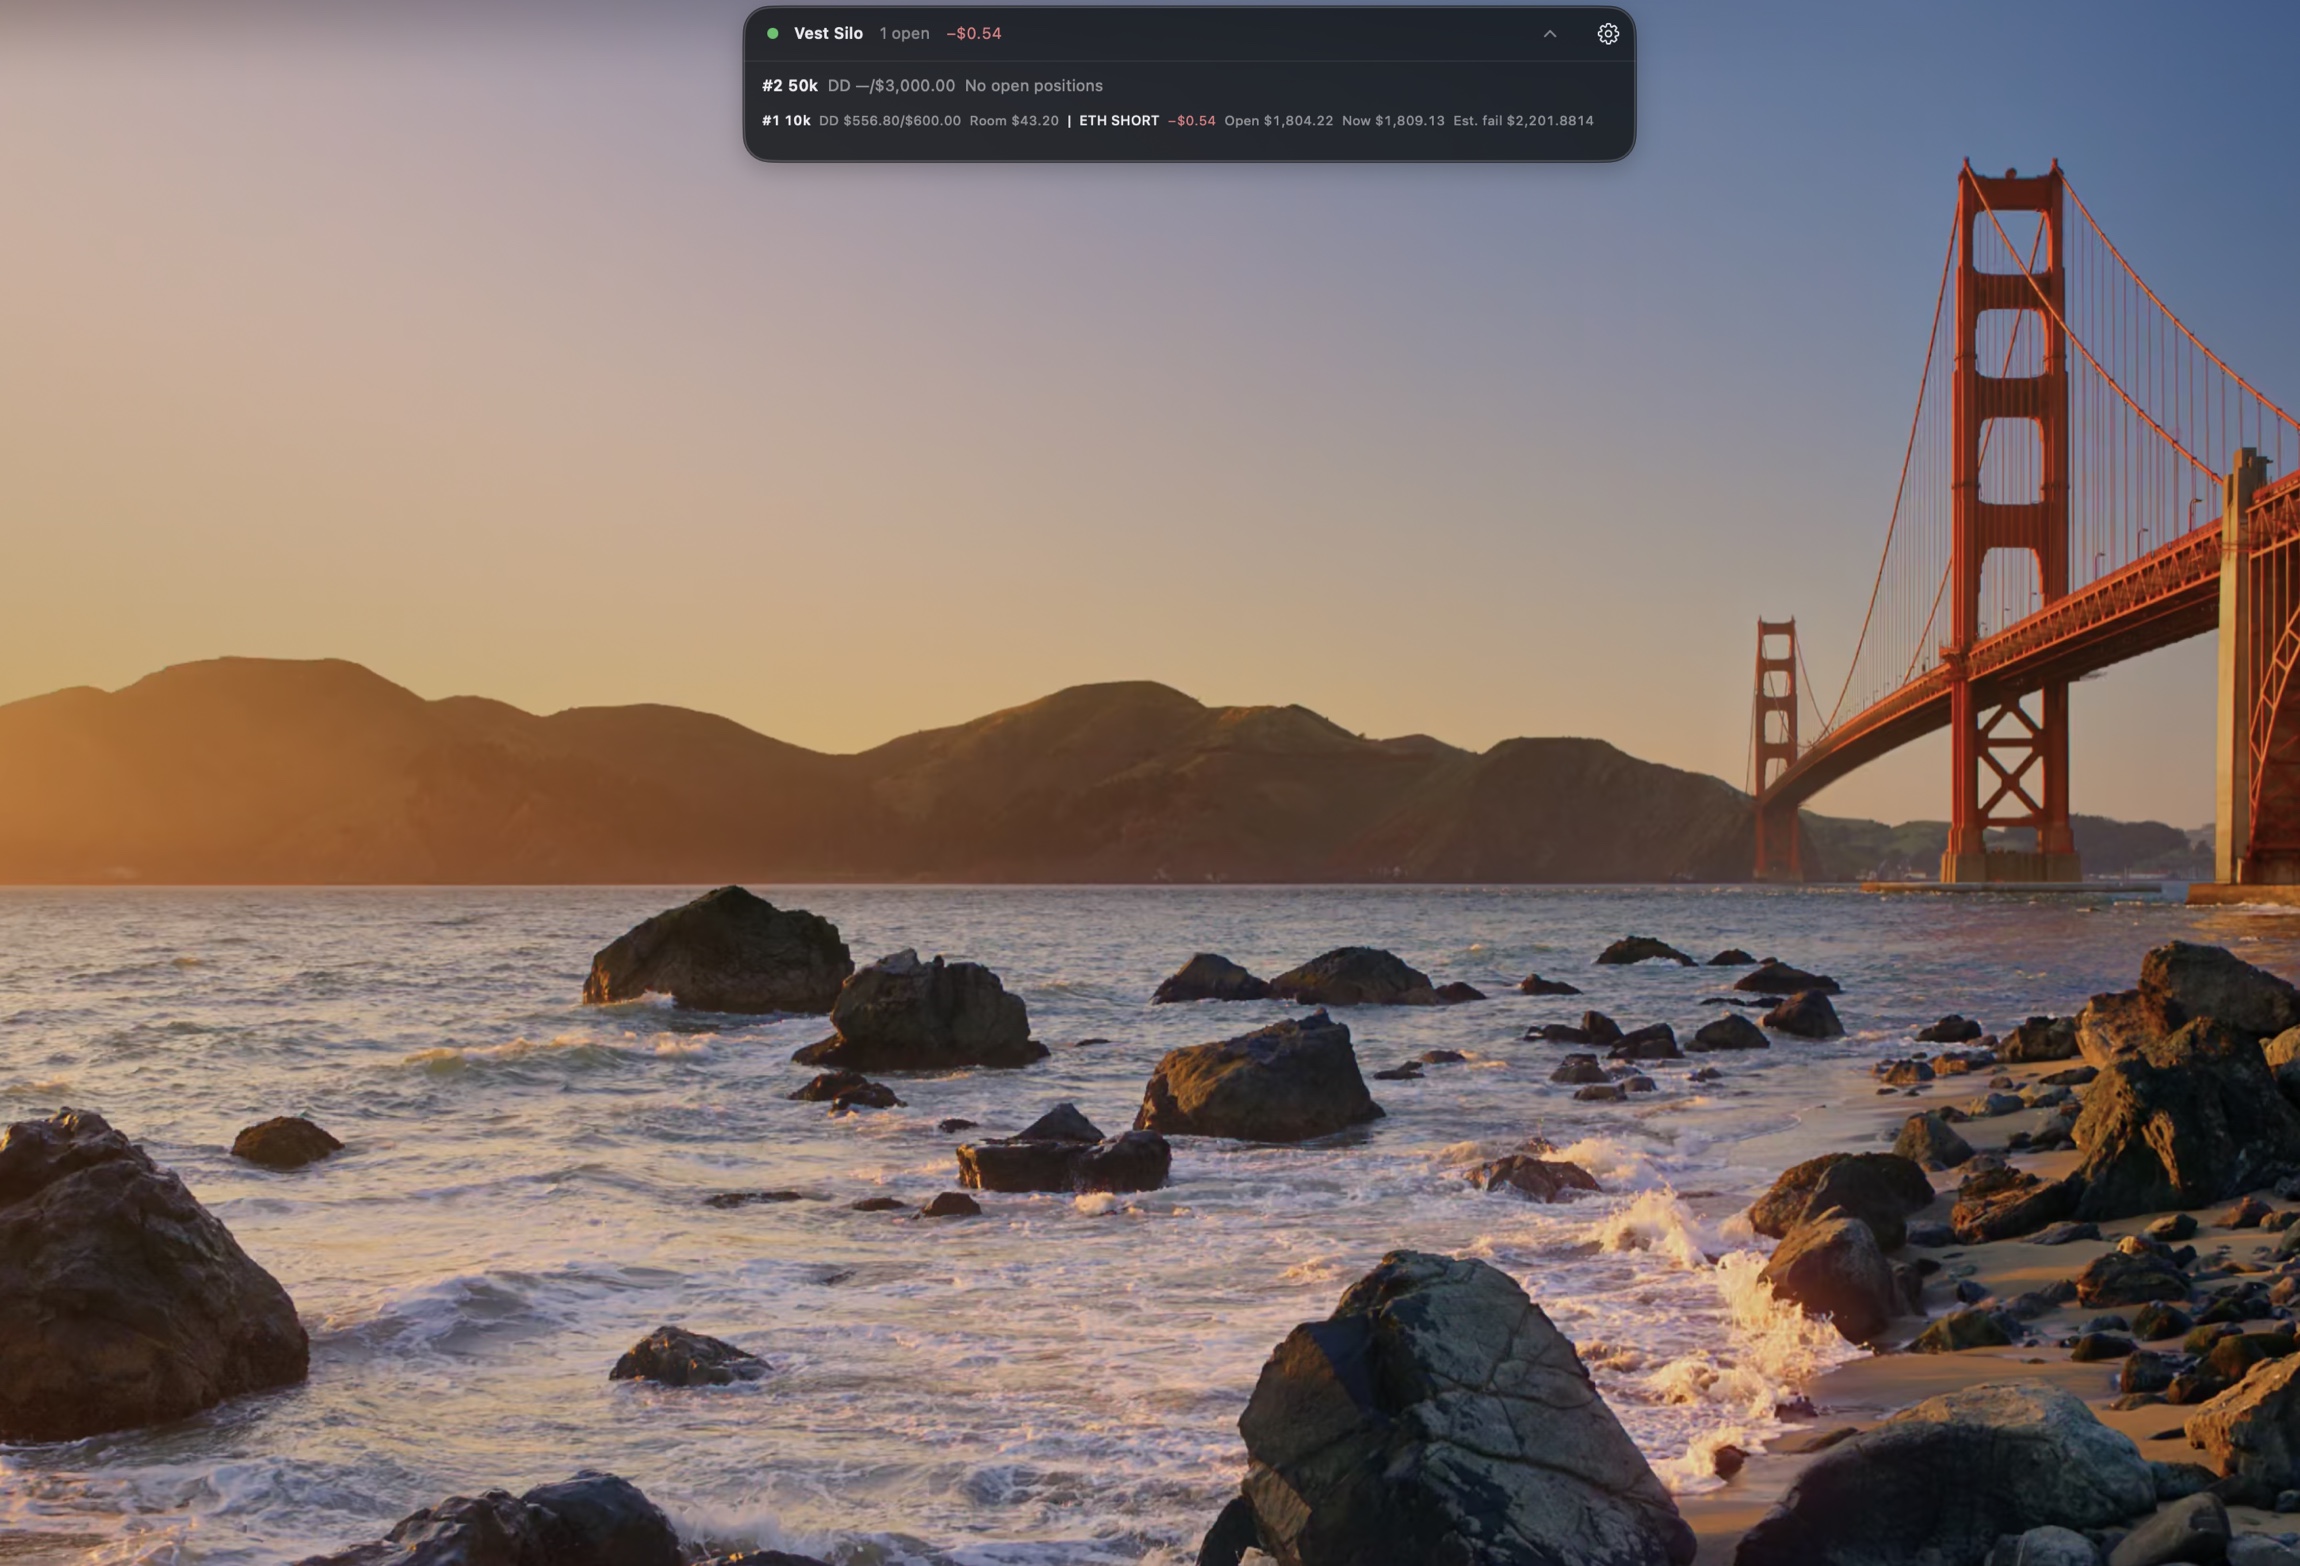 Vest Silo 1 open −$0.54
#2 50k DD —/$3,000.00 No open positions
#1 10k DD $556.80/$600.00 Room $43.20 | ETH SHORT −$0.54 Open $1,804.22 Now $1,809.13 Est. fail $2,201.8814